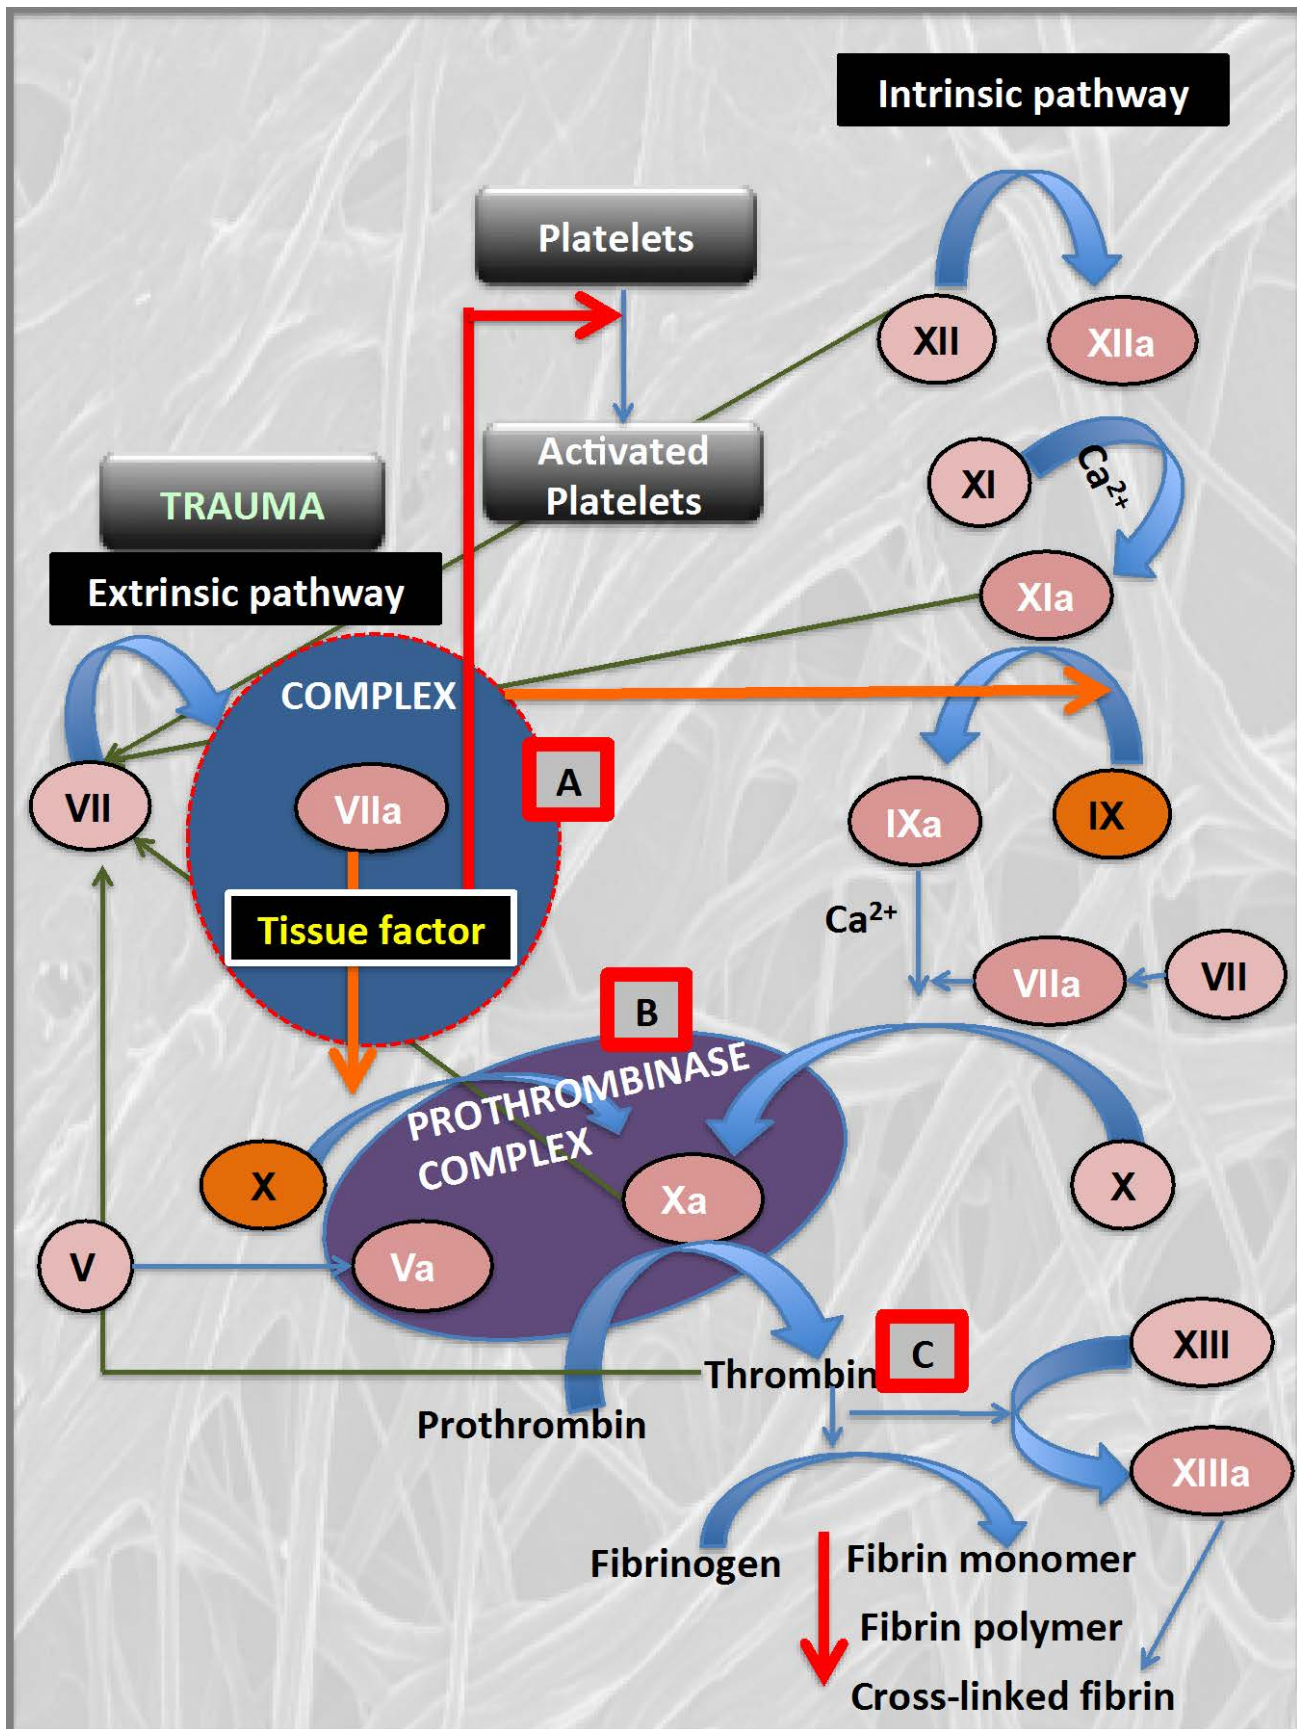 Intrinsic pathway
Platelets
XII
XIIa
Activated
Platelets
XI
Ca2+
TRAUMA
Extrinsic pathway
XIa
COMPLEX
A
VII
VIIa
IXa
IX
Tissue factor
Ca2+
VIIa
VII
B
PROTHROMBINASE
COMPLEX
X
Xa
X
V
Va
Thrombin
C
XIII
Prothrombin
XIIIa
Fibrinogen
Fibrin monomer
Fibrin polymer
Cross-linked fibrin